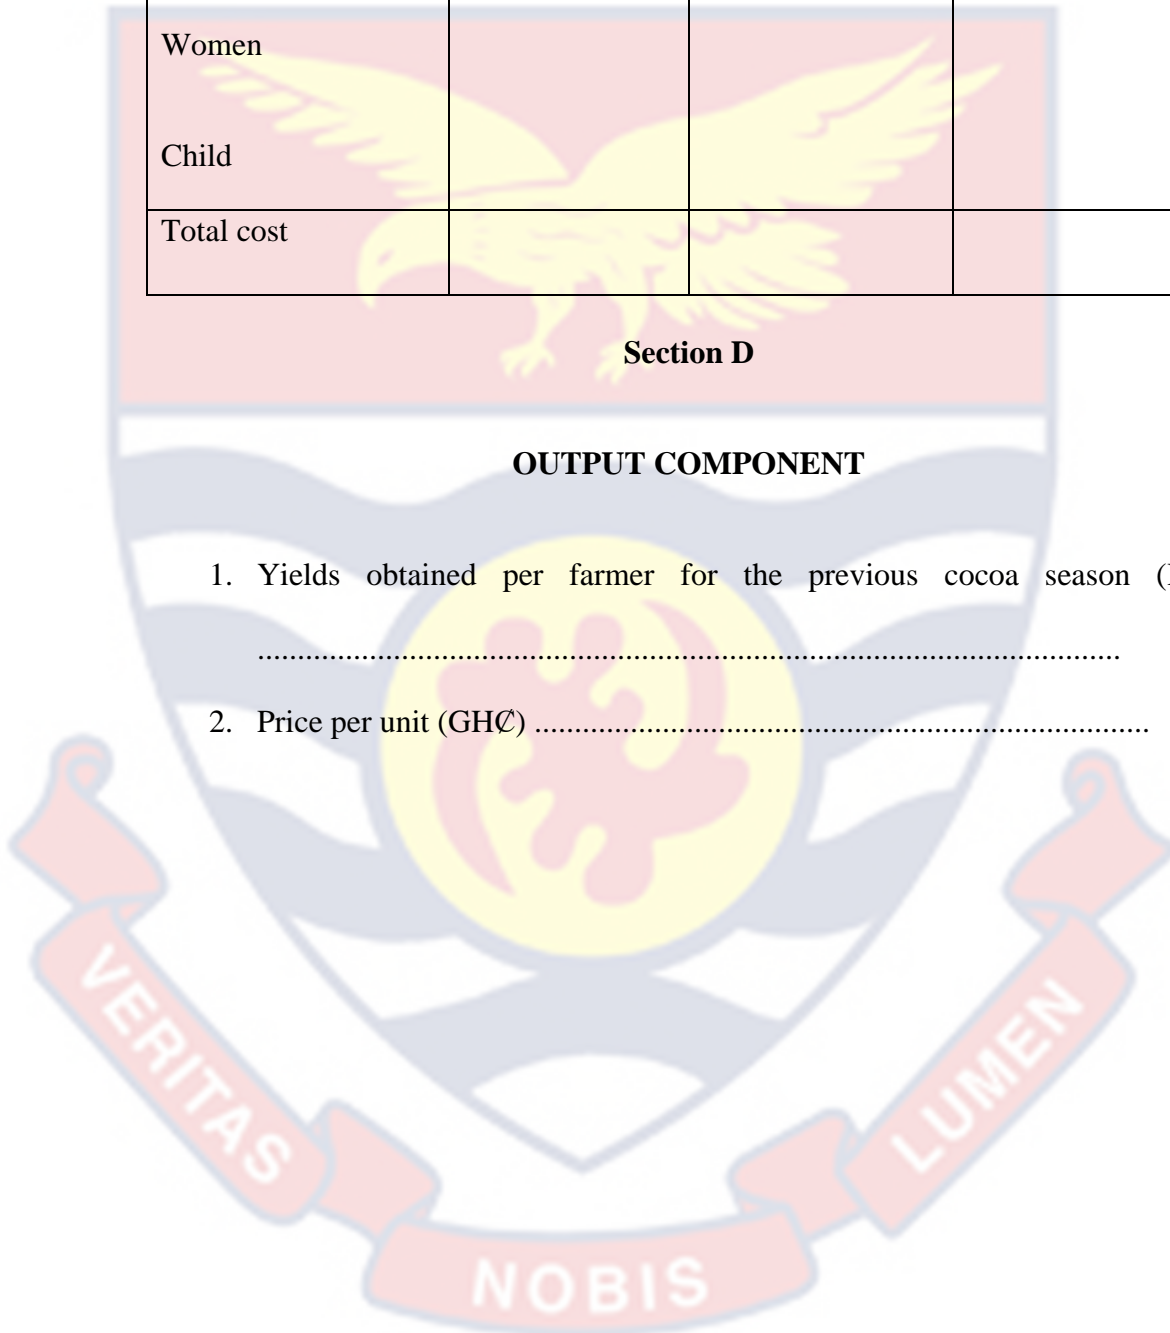 Women
Child
Total cost
Section D
OUTPUT COMPONENT
1. Yields obtained per farmer for the previous cocoa season (
............................................................................................................
2. Price per unit (GH₵) .............................................................................
VERITAS
NOBIS
LUMEN